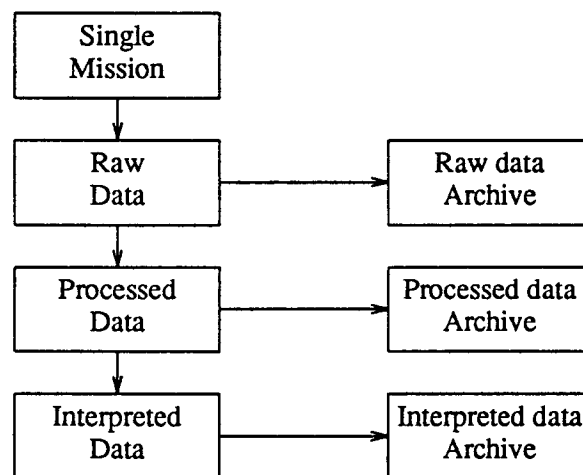 Single
Mission
Raw
Data
Raw data
Archive
Processed
Data
Processed data
Archive
Interpreted
Data
Interpreted data
Archive